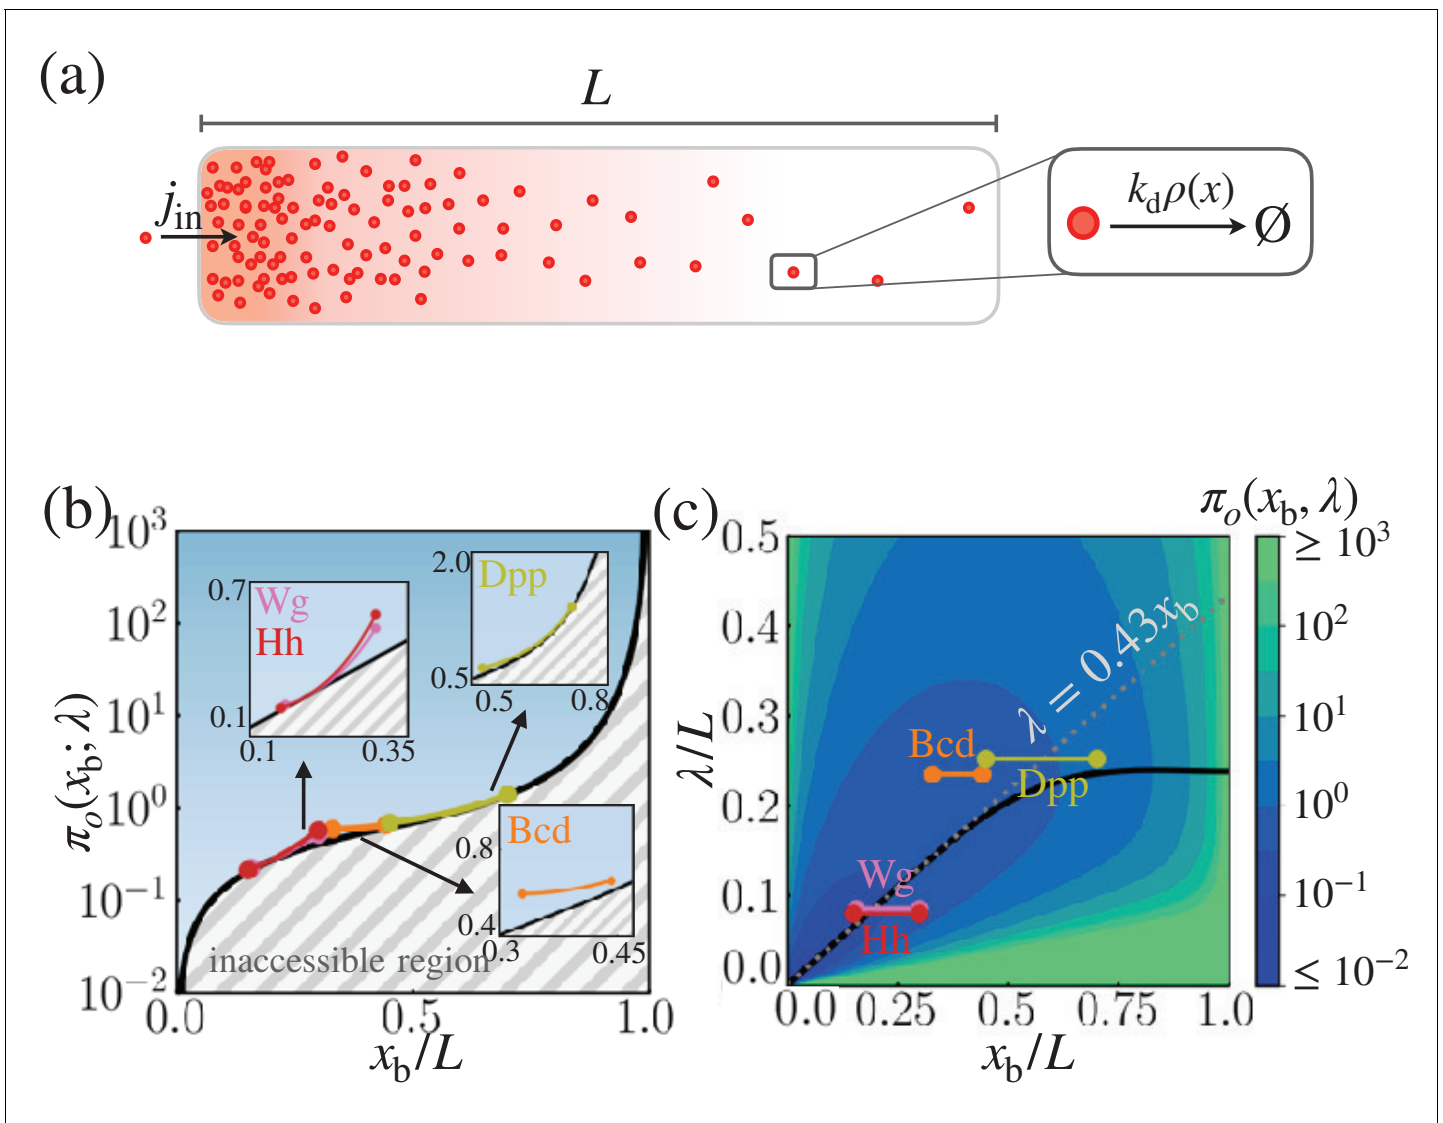 (a)
L
j_in
k_dρ(x)
Ø
(b)
π_o(x_b; λ)
10^3
10^2
10^1
10^0
10^−1
10^−2
0.7
Wg
Hh
0.1
0.1
0.35
2.0
Dpp
0.5
0.5
0.8
Bcd
0.8
0.4
0.3
0.45
inaccessible region
0.0
0.5
1.0
x_b/L
(c)
λ/L
0.5
0.4
0.3
0.2
0.1
0.0
λ = 0.43x_b
Bcd
Dpp
Wg
Hh
0.0
0.25
0.5
0.75
1.0
x_b/L
π_o(x_b, λ)
≥ 10^3
10^2
10^1
10^0
10^−1
≤ 10^−2